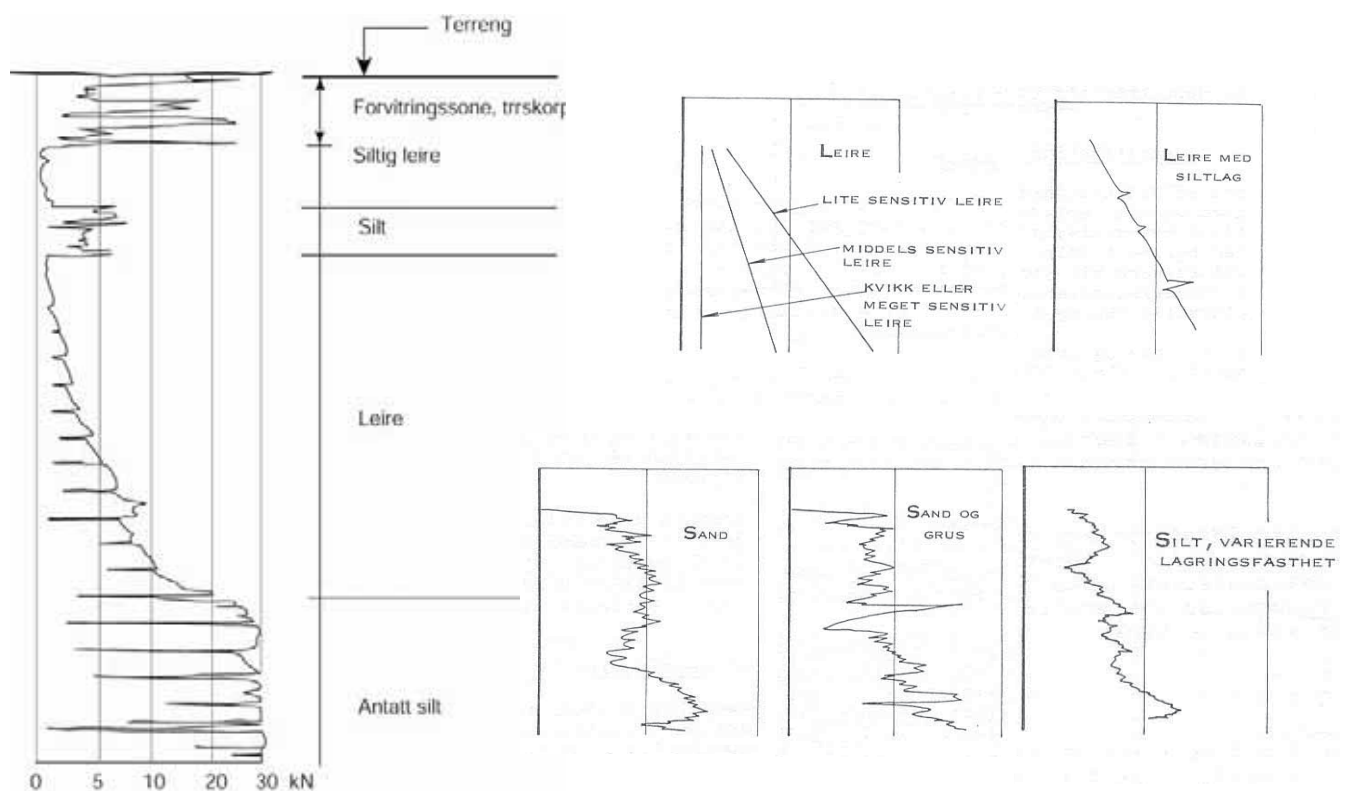 Terreng
Forvitringssone, trrskorp
Siltig leire
Silt
Leire
Antatt silt
0 5 10 20 30 kN
LEIRE
LITE SENSITIV LEIRE
MIDDELS SENSITIV
LEIRE
KVIKK ELLER
MEGET SENSITIV
LEIRE
LEIRE MED
SILTLAG
SAND
SAND OG
GRUS
SILT, VARIERENDE
LAGRINGSFASTHET